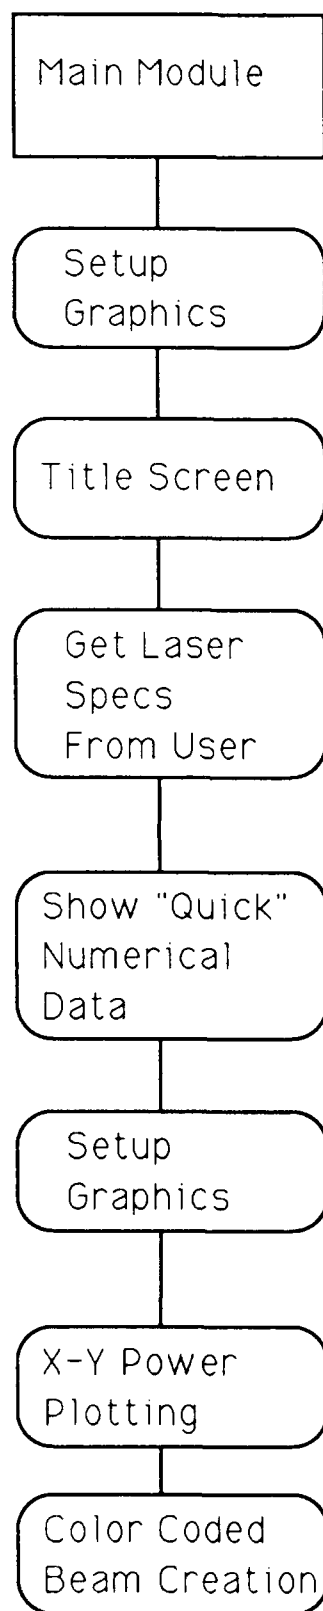 Main Module
Setup
Graphics
Title Screen
Get Laser
Specs
From User
Show "Quick"
Numerical
Data
Setup
Graphics
X-Y Power
Plotting
Color Coded
Beam Creation